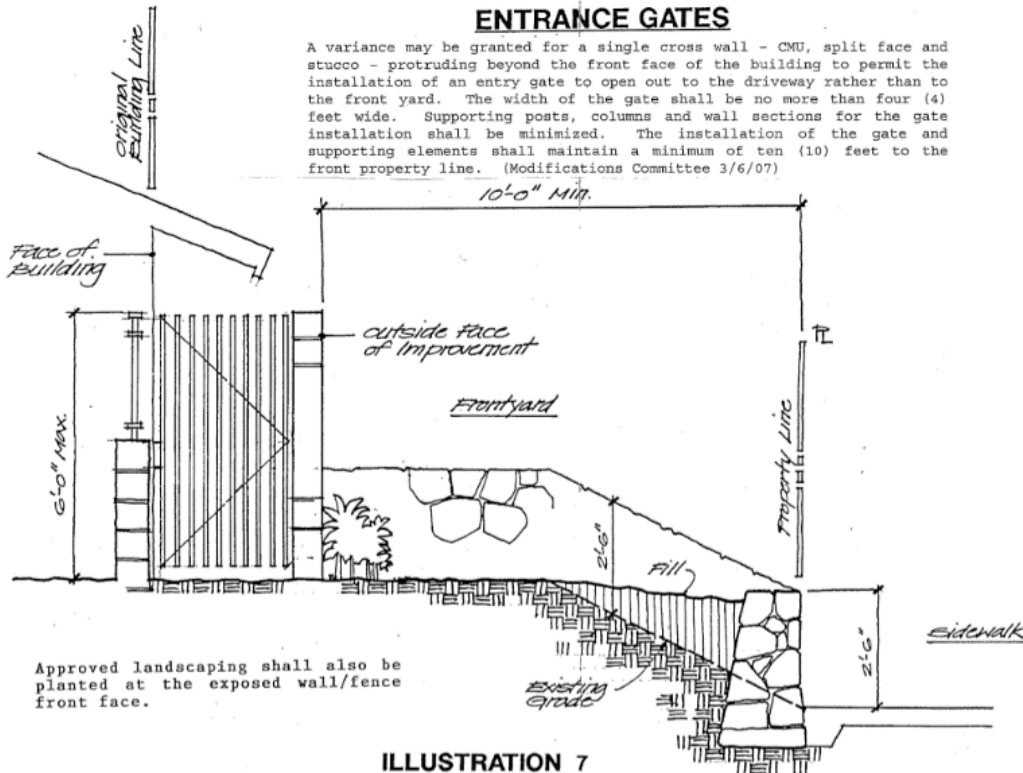 ENTRANCE GATES
A variance may be granted for a single cross wall - CMU, split face and
stucco - protruding beyond the front face of the building to permit the
installation of an entry gate to open out to the driveway rather than to
the front yard. The width of the gate shall be no more than four (4)
feet wide. Supporting posts, columns and wall sections for the gate
installation shall be minimized. The installation of the gate and
supporting elements shall maintain a minimum of ten (10) feet to the
front property line. (Modifications Committee 3/6/07)
original
Building Line
10'-0" Min.
Face of
Building
outside Face
of Improvement
PL
Frontyard
6'-0" Max.
Property Line
2'-6"
Fill
2'-6"
Sidewalk
Existing
Grade
Approved landscaping shall also be
planted at the exposed wall/fence
front face.
ILLUSTRATION 7